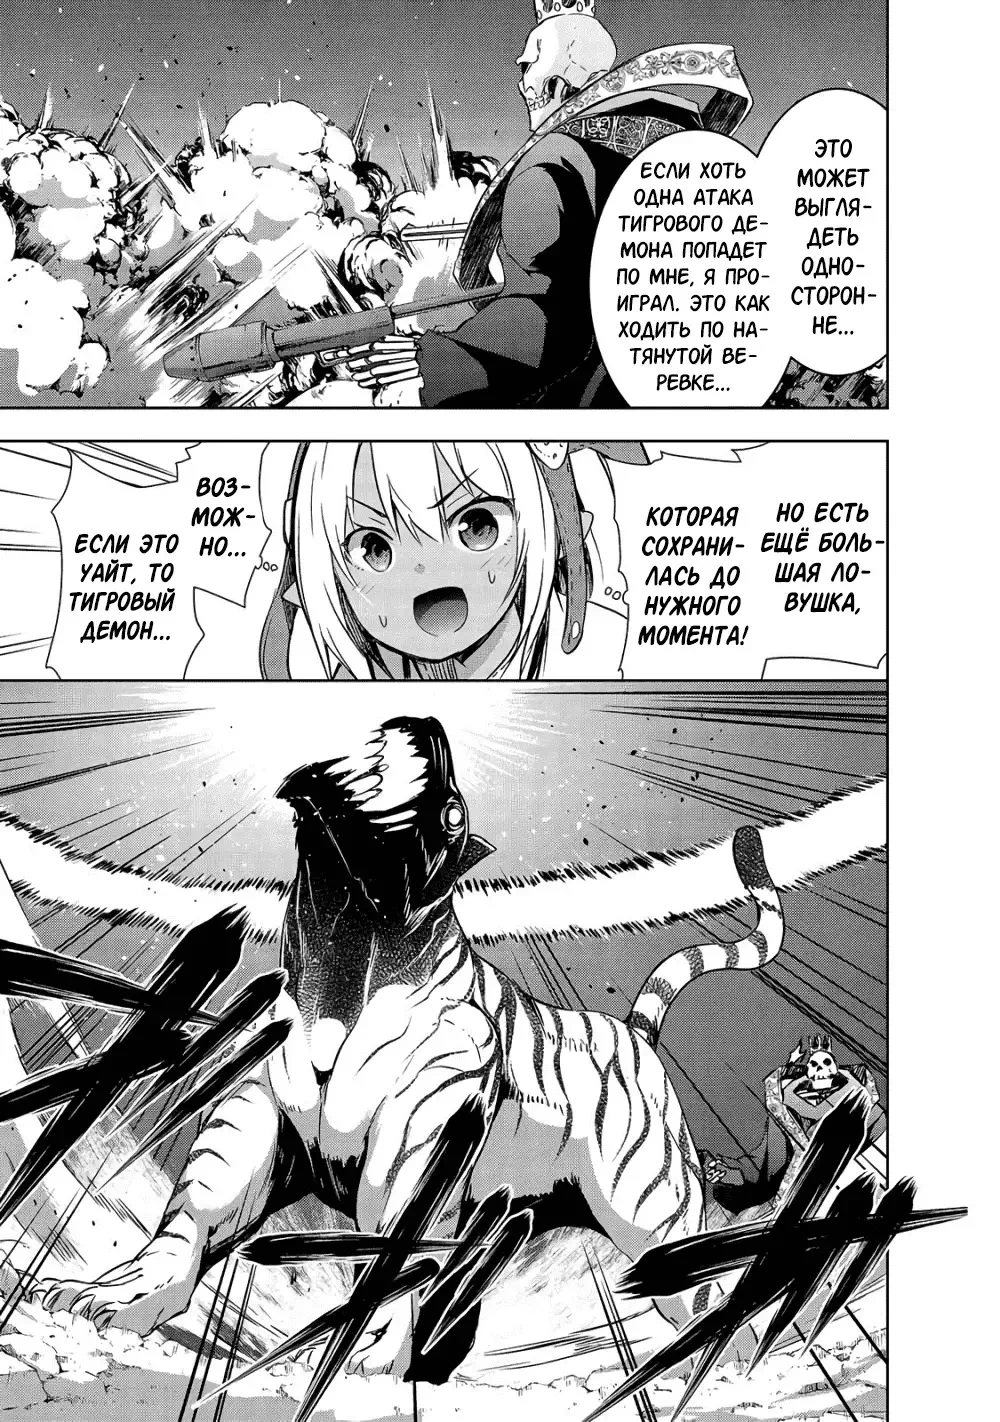 ЭТО
МОЖЕТ
ВЫГЛЯ-
ДЕТЬ
ОДНО-
СТОРОН-
НЕ...
ЕСЛИ ХОТЬ
ОДНА АТАКА
ТИГРОВОГО ДЕ-
МОНА ПОПАДЕТ
ПО МНЕ, Я ПРО-
ИГРАЛ. ЭТО КАК
ХОДИТЬ ПО НА-
ТЯНУТОЙ ВЕ-
РЕВКЕ...
НО ЕСТЬ
ЕЩЁ БОЛЬ-
ШАЯ ЛО-
ВУШКА,
КОТОРАЯ
СОХРАНИ-
ЛАСЬ ДО
НУЖНОГО
МОМЕНТА!
ВОЗ-
МОЖ-
НО...
ЕСЛИ ЭТО
УАЙТ, ТО
ТИГРОВЫЙ
ДЕМОН...